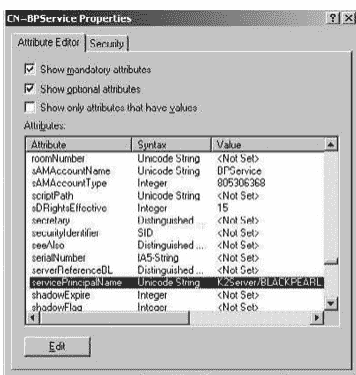 CN=BPService Properties
Attribute Editor Security
Show mandatory attributes
Show optional attributes
Show only attributes that have values
Attributes:
Attribute Syntax Value
roomNumber Unicode String <Not Set>
sAMAccountName Unicode String BPService
sAMAccountType Integer 805306368
scriptPath Unicode String <Not Set>
sDRightsEffective Integer 15
secretary Distinguished ... <Not Set>
securityIdentifier SID <Not Set>
seeAlso Distinguished ... <Not Set>
serialNumber IA5-String <Not Set>
serverReferenceBL Distinguished ... <Not Set>
servicePrincipalName Unicode String K2Server/BLACKPEARL
shadowExpire Integer <Not Set>
shadowFlag Integer <Not Set>
Edit